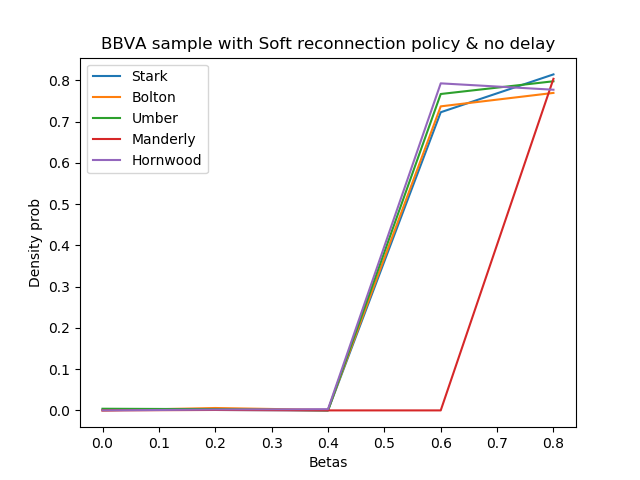 BBVA sample with Soft reconnection policy & no delay
Stark
Bolton
Umber
Manderly
Hornwood
Density prob
0.8
0.7
0.6
0.5
0.4
0.3
0.2
0.1
0.0
0.0 0.1 0.2 0.3 0.4 0.5 0.6 0.7 0.8
Betas